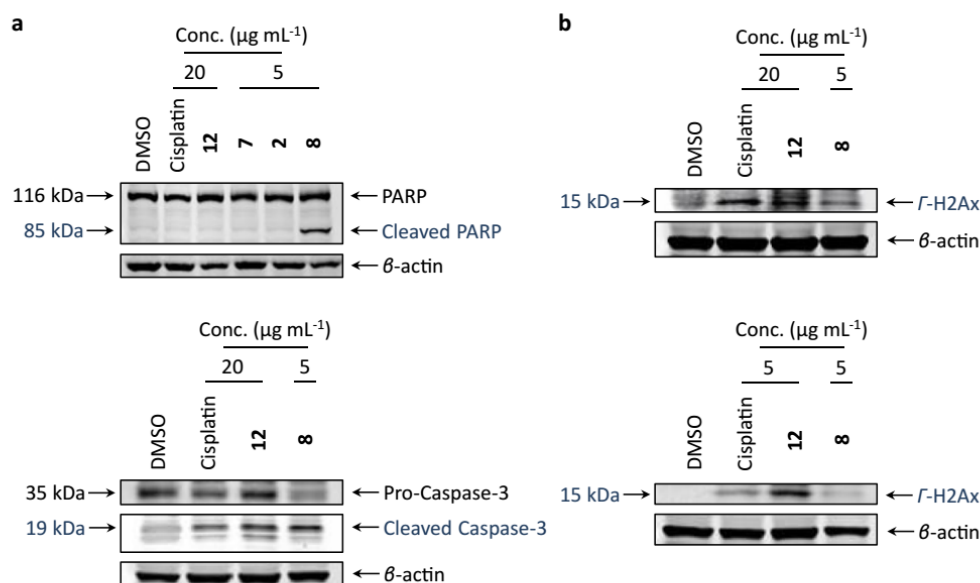 a
Conc. (µg mL⁻¹)
20 5
DMSO Cisplatin 12 7 2 8
116 kDa PARP
85 kDa Cleaved PARP
β-actin
Conc. (µg mL⁻¹)
20 5
DMSO Cisplatin 12 8
35 kDa Pro-Caspase-3
19 kDa Cleaved Caspase-3
β-actin
b
Conc. (µg mL⁻¹)
20 5
DMSO Cisplatin 12 8
15 kDa Γ-H2Ax
β-actin
Conc. (µg mL⁻¹)
5 5
DMSO Cisplatin 12 8
15 kDa Γ-H2Ax
β-actin